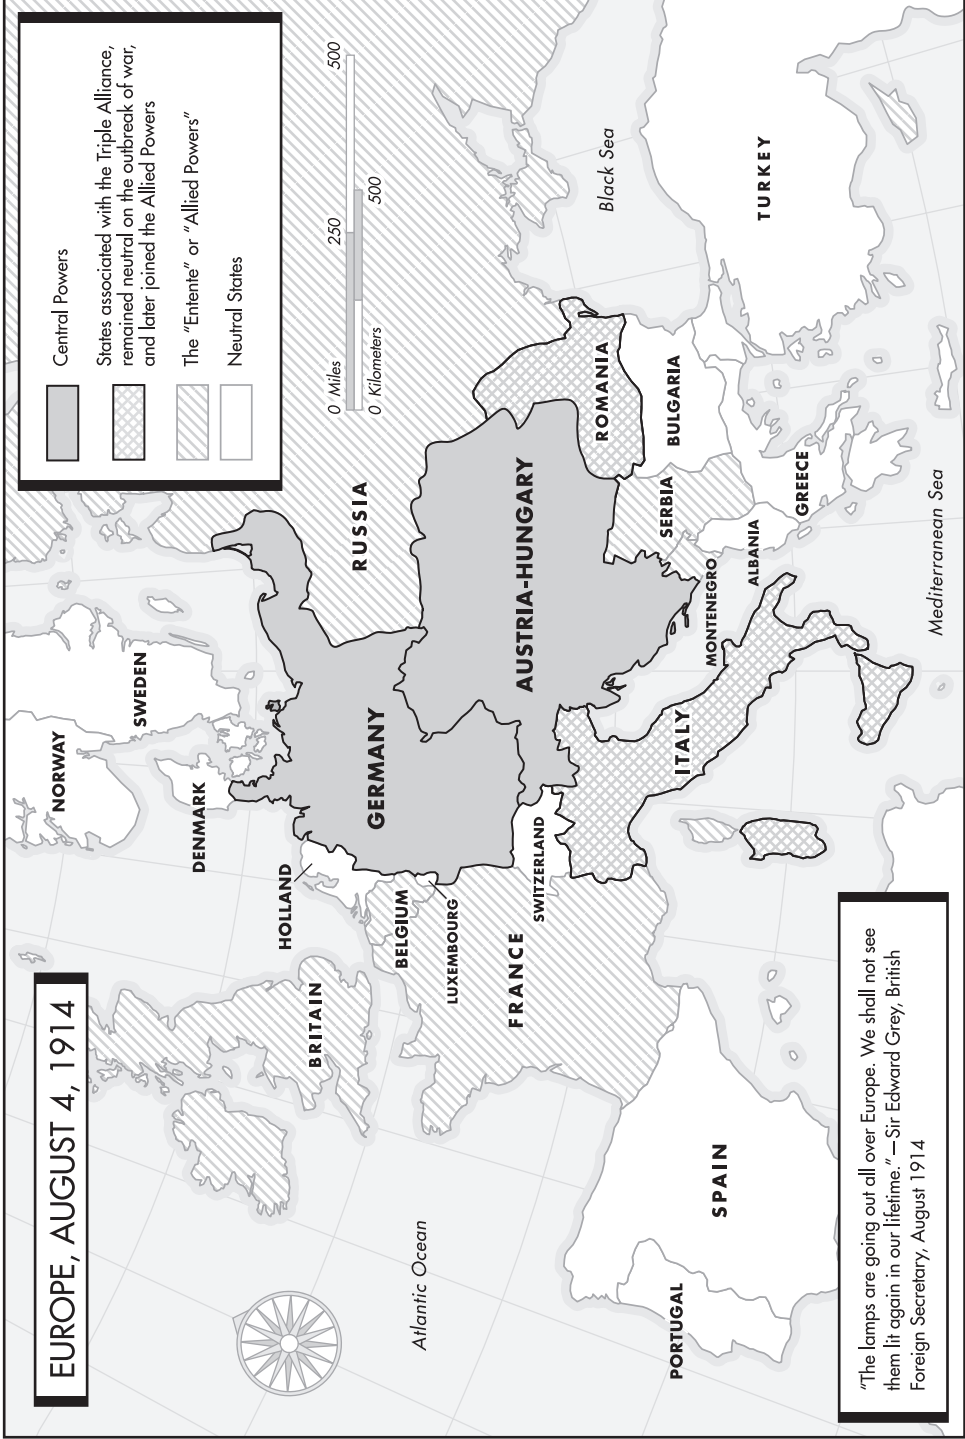 EUROPE, AUGUST 4, 1914
Central Powers
States associated with the Triple Alliance,
remained neutral on the outbreak of war,
and later joined the Allied Powers
The “Entente” or “Allied Powers”
Neutral States
0 Miles 250 500
0 Kilometers 500
NORWAY
SWEDEN
DENMARK
HOLLAND
BRITAIN
RUSSIA
GERMANY
BELGIUM
LUXEMBOURG
Atlantic Ocean
FRANCE
SWITZERLAND
AUSTRIA-HUNGARY
ROMANIA
Black Sea
SERBIA
BULGARIA
ITALY
MONTENEGRO
ALBANIA
GREECE
TURKEY
PORTUGAL
SPAIN
Mediterranean Sea
“The lamps are going out all over Europe. We shall not see
them lit again in our lifetime.”—Sir Edward Grey, British
Foreign Secretary, August 1914